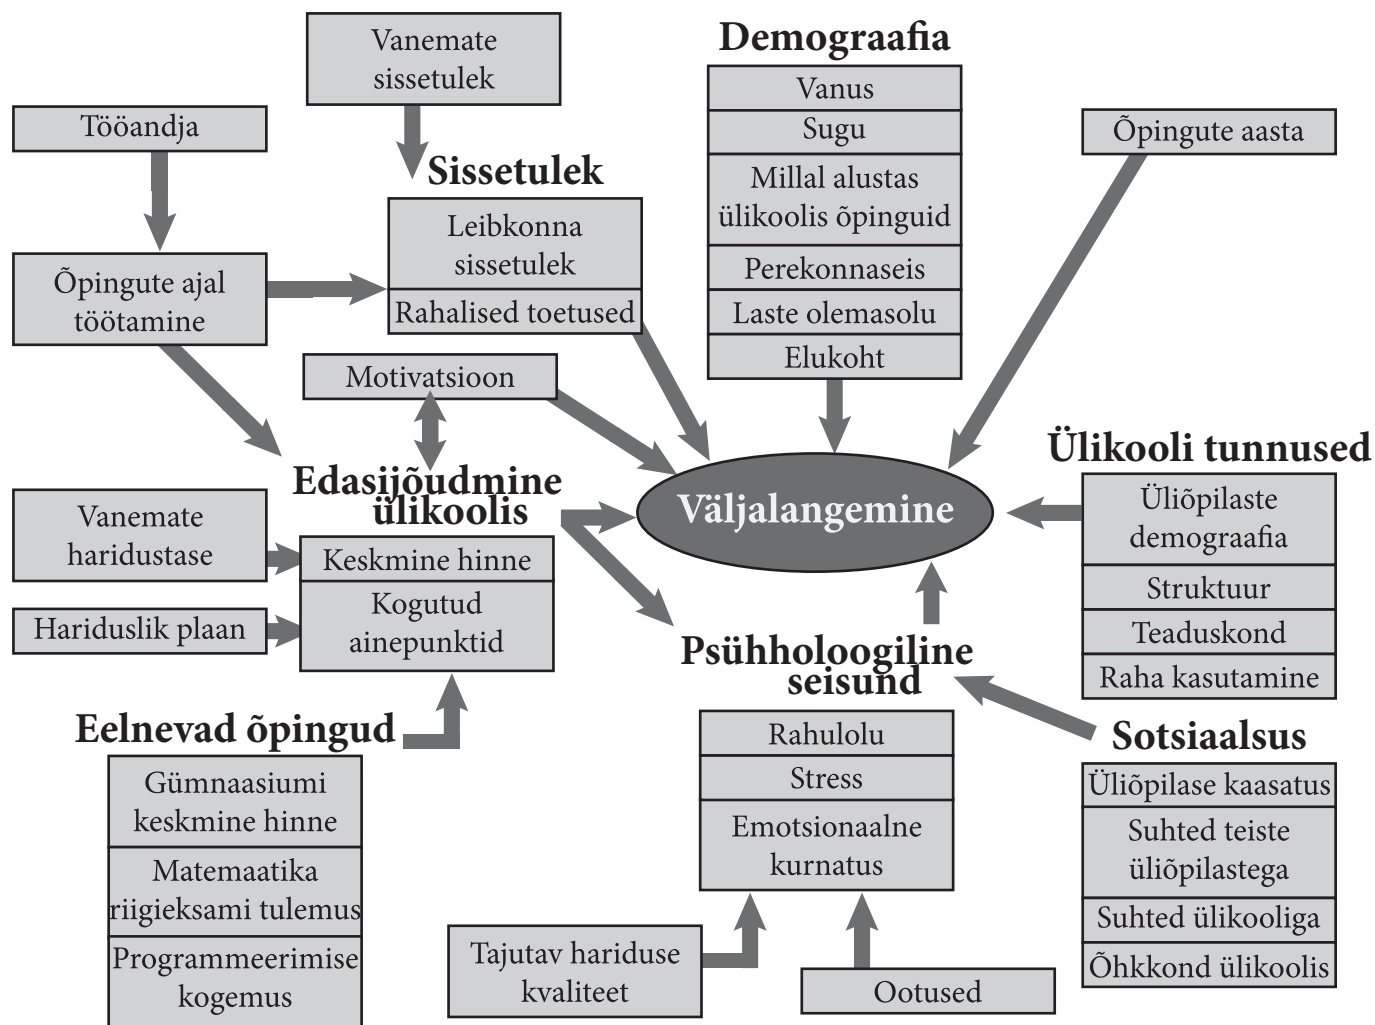 Vanemate
sissetulek
Demograafia
Vanus
Sugu
Millal alustas
ülikoolis õpinguid
Perekonnaseis
Laste olemasolu
Elukoht
Tööandja
Õpingute aasta
Sissetulek
Leibkonna
sissetulek
Rahalised toetused
Õpingute ajal
töötamine
Motivatsioon
Edasijõudmine
ülikoolis
Keskmine hinne
Kogutud
ainepunktid
Väljalangemine
Ülikooli tunnused
Üliõpilaste
demograafia
Struktuur
Teaduskond
Raha kasutamine
Vanemate
haridustase
Hariduslik plaan
Psühholoogiline
seisund
Rahulolu
Stress
Emotsionaalne
kurnatus
Eelnevad õpingud
Gümnaasiumi
keskmine hinne
Matemaatika
riigieksami tulemus
Programmeerimise
kogemus
Sotsiaalsus
Üliõpilase kaasatus
Suhted teiste
üliõpilastega
Suhted ülikooliga
Õhkkond ülikoolis
Tajutav hariduse
kvaliteet
Ootused